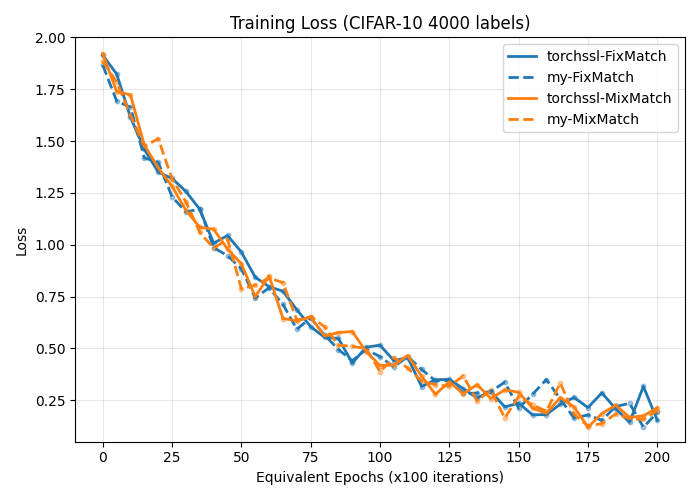 Training Loss (CIFAR-10 4000 labels)
torchssl-FixMatch
my-FixMatch
torchssl-MixMatch
my-MixMatch
Loss
2.00
1.75
1.50
1.25
1.00
0.75
0.50
0.25
0 25 50 75 100 125 150 175 200
Equivalent Epochs (x100 iterations)